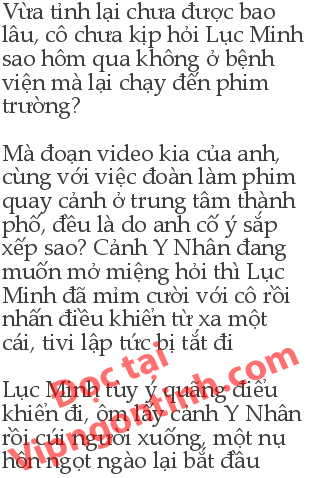 Vừa tỉnh lại chưa được bao
lâu, cô chưa kịp hỏi Lục Minh
sao hôm qua không ở bệnh
viện mà lại chạy đến phim
trường?
Mà đoạn video kia của anh,
cùng với việc đoàn làm phim
quay cảnh ở trung tâm thành
phố, đều là do anh cố ý sắp
xếp sao? Cảnh Y Nhân đang
muốn mở miệng hỏi thì Lục
Minh đã mỉm cười với cô rồi
nhấn điều khiển từ xa một
cái, tivi lập tức bị tắt đi
Lục Minh tùy ý quăng điểu
khiển đi, ôm lấy cảnh Y Nhân
rồi cúi người xuống, một nụ
hôn ngọt ngào lại bắt đầu
Đọc tại
Vipngontinh.com